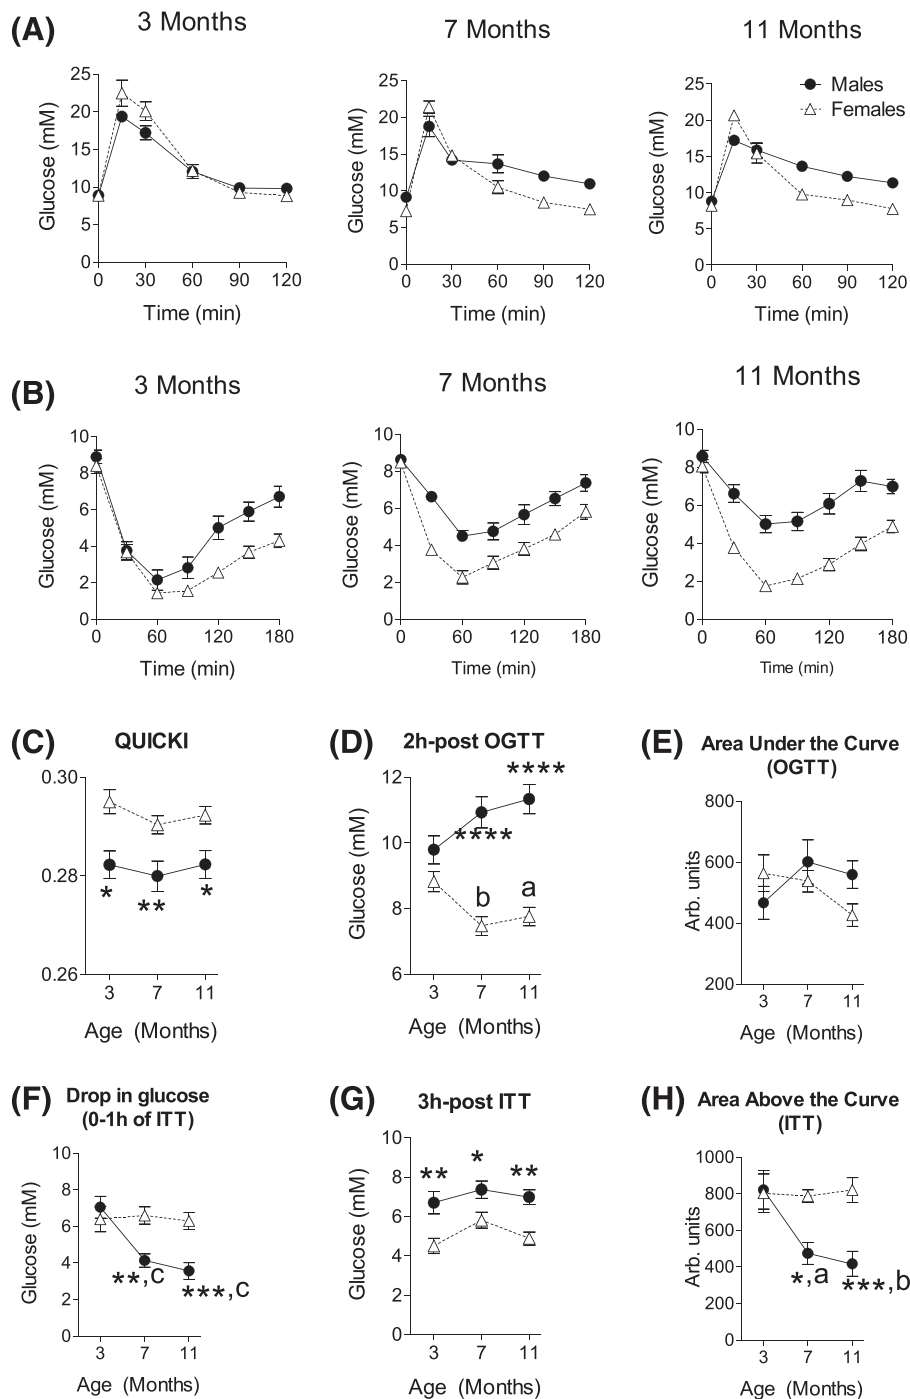 (A)
3 Months
7 Months
11 Months
Males
Females
Glucose (mM)
25
20
15
10
5
0
0 30 60 90 120
Time (min)
Glucose (mM)
25
20
15
10
5
0
0 30 60 90 120
Time (min)
Glucose (mM)
25
20
15
10
5
0
0 30 60 90 120
Time (min)
(B)
3 Months
7 Months
11 Months
Glucose (mM)
10
8
6
4
2
0
0 60 120 180
Time (min)
Glucose (mM)
10
8
6
4
2
0
0 60 120 180
Time (min)
Glucose (mM)
10
8
6
4
2
0
0 60 120 180
Time (min)
(C)
QUICKI
0.30
0.28
0.26
* ** *
3 7 11
Age (Months)
(D)
2h-post OGTT
Glucose (mM)
12
10
8
6
****
****
b a
3 7 11
Age (Months)
(E)
Area Under the Curve
(OGTT)
Arb. units
800
600
400
200
3 7 11
Age (Months)
(F)
Drop in glucose
(0-1h of ITT)
Glucose (mM)
10
8
6
4
2
0
**,c
***,c
3 7 11
Age (Months)
(G)
3h-post ITT
Glucose (mM)
10
8
6
4
2
0
** * **
3 7 11
Age (Months)
(H)
Area Above the Curve
(ITT)
Arb. units
1000
800
600
400
200
0
*,a
***,b
3 7 11
Age (Months)